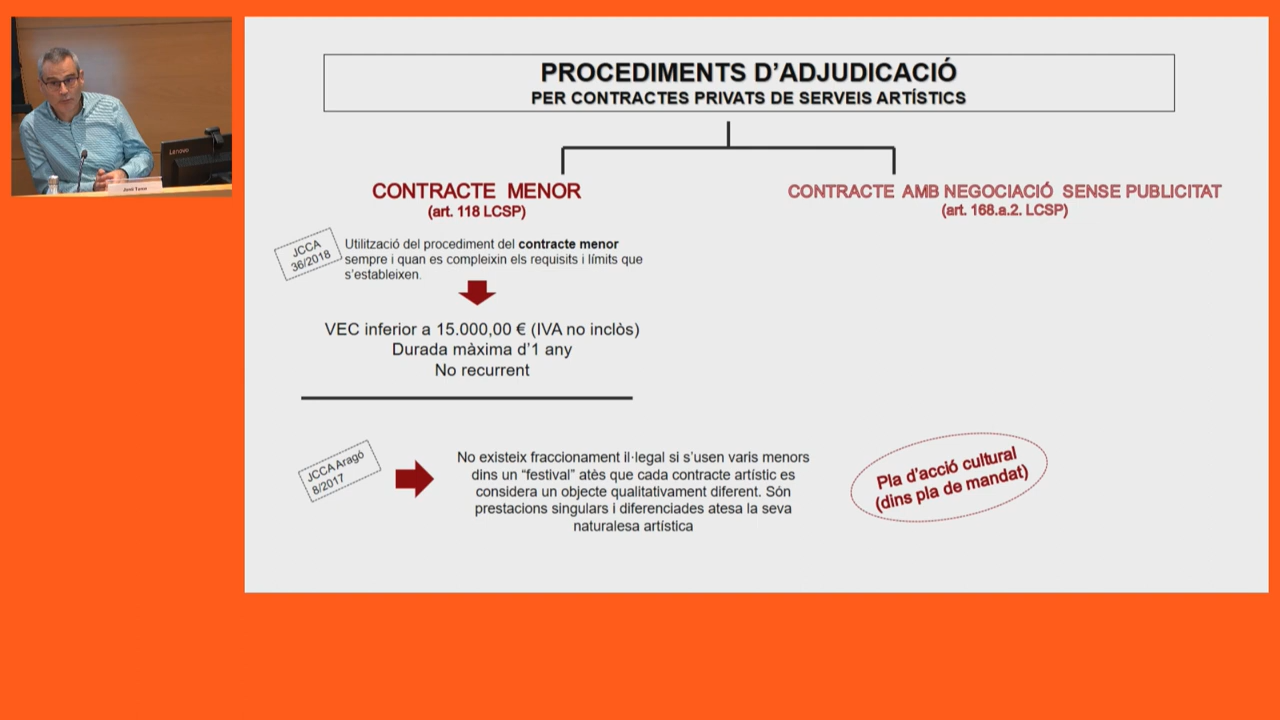 PROCEDIMENTS D'ADJUDICACIÓ
PER CONTRACTES PRIVATS DE SERVEIS ARTÍSTICS
CONTRACTE MENOR
(art. 118 LCSP)
CONTRACTE AMB NEGOCIACIÓ SENSE PUBLICITAT
(art. 168.a.2. LCSP)
JCCA
36/2018
Utilització del procediment del contracte menor
sempre i quan es compleixin els requisits i límits que
s'estableixen.
VEC inferior a 15.000,00 € (IVA no inclòs)
Durada màxima d'1 any
No recurrent
JCCA Aragó
8/2017
No existeix fraccionament il·legal si s'usen varis menors
dins un "festival" atès que cada contracte artístic es
considera un objecte qualitativament diferent. Són
prestacions singulars i diferenciades atesa la seva
naturalesa artística
Pla d'acció cultural
(dins pla de mandat)
Lenovo